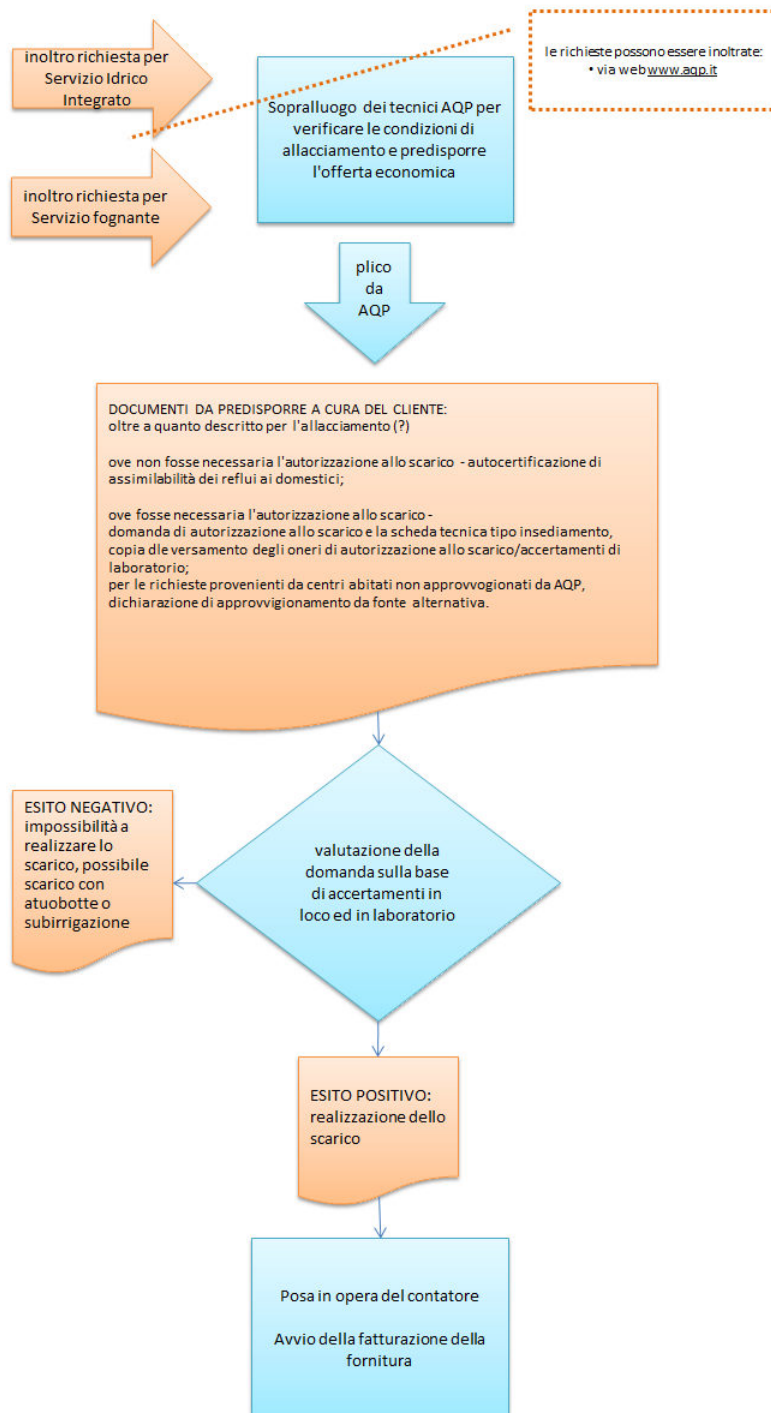 inoltro richiesta per
Servizio Idrico
Integrato
le richieste possono essere inoltrate:
• via web www.aqp.it
Sopralluogo dei tecnici AQP per
verificare le condizioni di
allacciamento e predisporre
l'offerta economica
inoltro richiesta per
Servizio fognante
plico
da
AQP
DOCUMENTI DA PREDISPORRE A CURA DEL CLIENTE:
oltre a quanto descritto per l'allacciamento (?)
ove non fosse necessaria l'autorizzazione allo scarico - autocertificazione di
assimilabilità dei reflui ai domestici;
ove fosse necessaria l'autorizzazione allo scarico -
domanda di autorizzazione allo scarico e la scheda tecnica tipo insediamento,
copia dle versamento degli oneri di autorizzazione allo scarico/accertamenti di
laboratorio;
per le richieste provenienti da centri abitati non approvvogionati da AQP,
dichiarazione di approvvigionamento da fonte alternativa.
ESITO NEGATIVO:
impossibilità a
realizzare lo
scarico, possibile
scarico con
atuobotte o
subirrigazione
valutazione della
domanda sulla base
di accertamenti in
loco ed in laboratorio
ESITO POSITIVO:
realizzazione dello
scarico
Posa in opera del contatore
Avvio della fatturazione della
fornitura